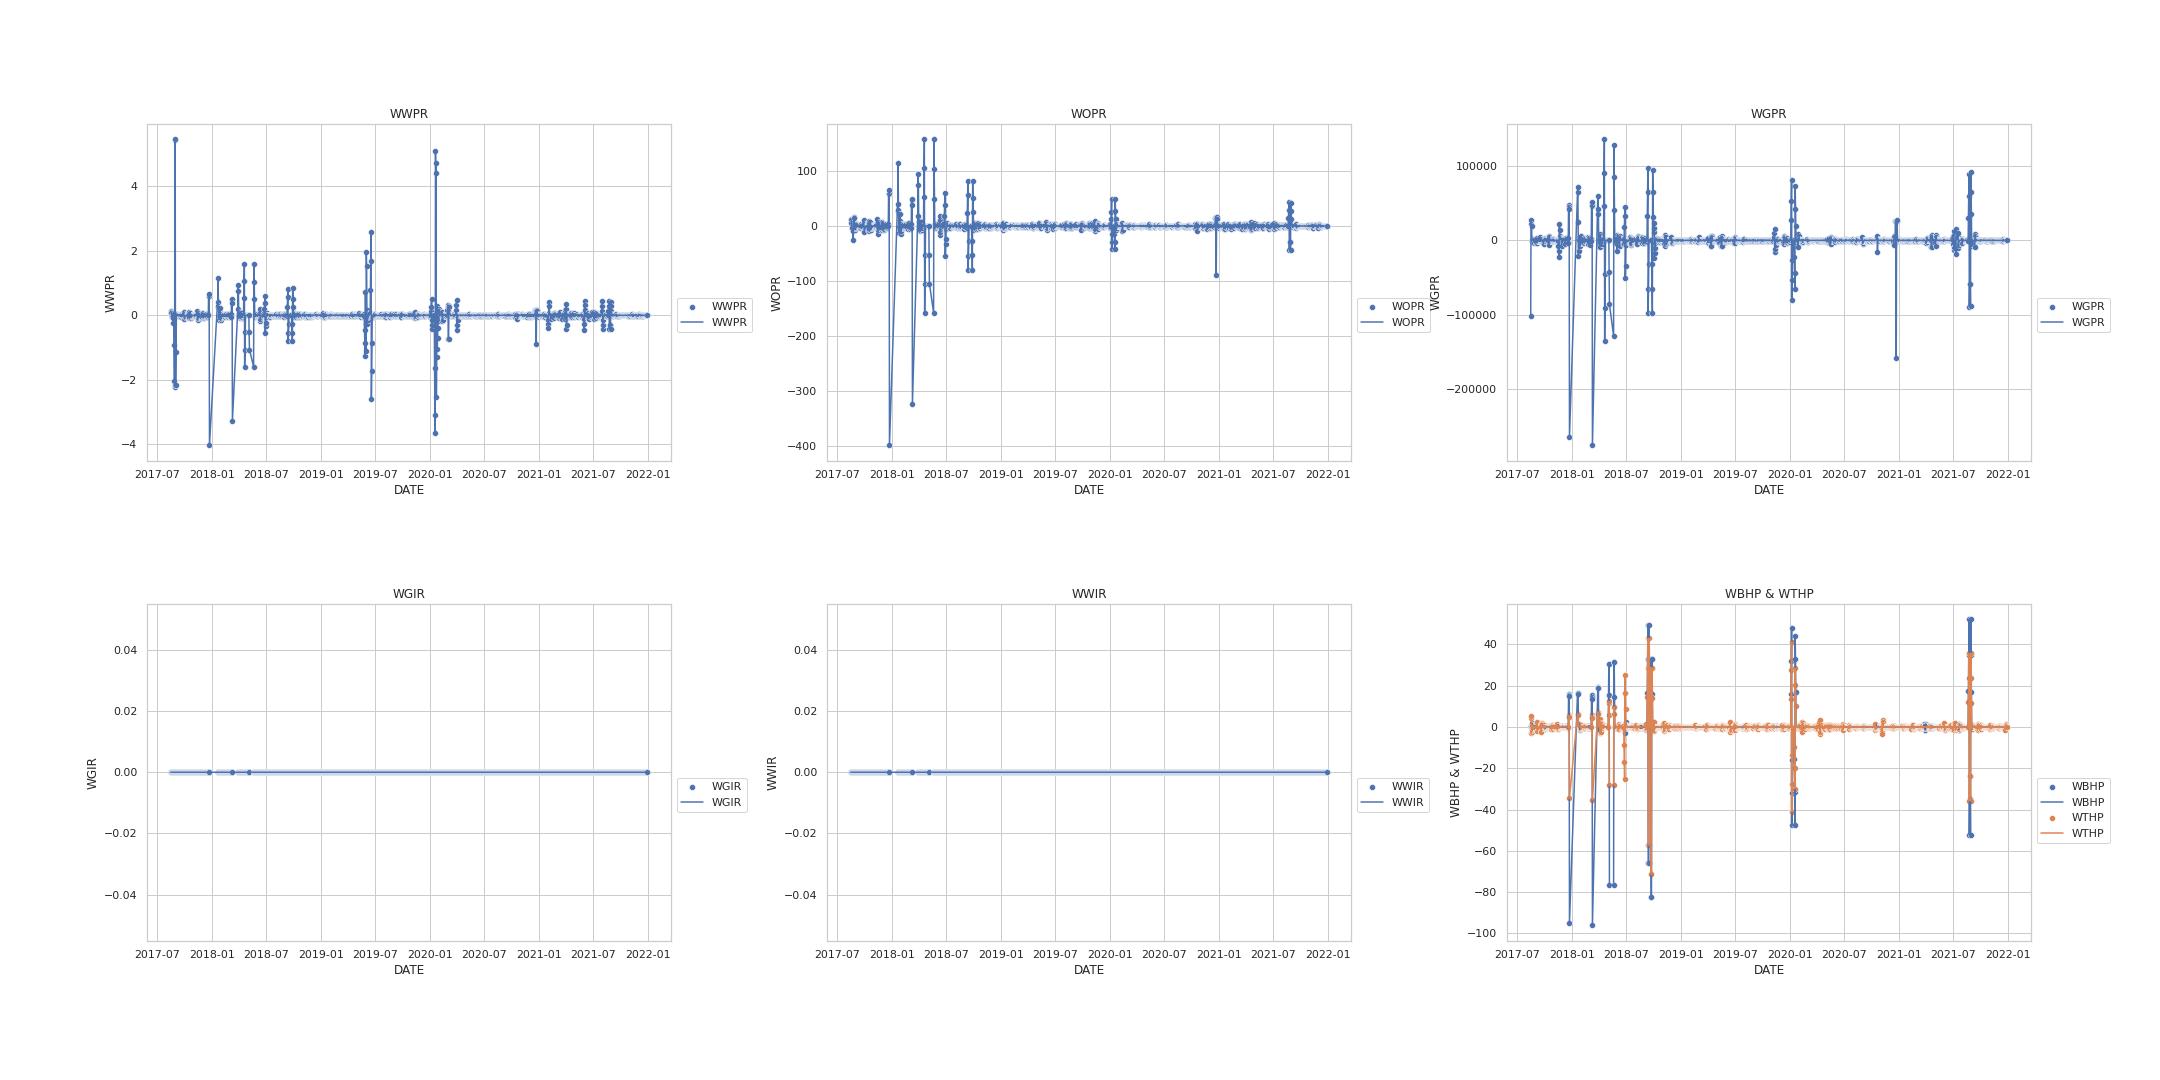 WWPR
WWPR
4
2
0
−2
−4
2017-07 2018-01 2018-07 2019-01 2019-07 2020-01 2020-07 2021-01 2021-07 2022-01
DATE
WWPR
WWPR
WOPR
WOPR
100
0
−100
−200
−300
−400
2017-07 2018-01 2018-07 2019-01 2019-07 2020-01 2020-07 2021-01 2021-07 2022-01
DATE
WOPR
WOPR
WGPR
WGPR
100000
0
−100000
−200000
2017-07 2018-01 2018-07 2019-01 2019-07 2020-01 2020-07 2021-01 2021-07 2022-01
DATE
WGPR
WGPR
WGIR
WGIR
0.04
0.02
0.00
−0.02
−0.04
2017-07 2018-01 2018-07 2019-01 2019-07 2020-01 2020-07 2021-01 2021-07 2022-01
DATE
WGIR
WGIR
WWIR
WWIR
0.04
0.02
0.00
−0.02
−0.04
2017-07 2018-01 2018-07 2019-01 2019-07 2020-01 2020-07 2021-01 2021-07 2022-01
DATE
WWIR
WWIR
WBHP & WTHP
WBHP & WTHP
40
20
0
−20
−40
−60
−80
−100
2017-07 2018-01 2018-07 2019-01 2019-07 2020-01 2020-07 2021-01 2021-07 2022-01
DATE
WBHP
WBHP
WTHP
WTHP